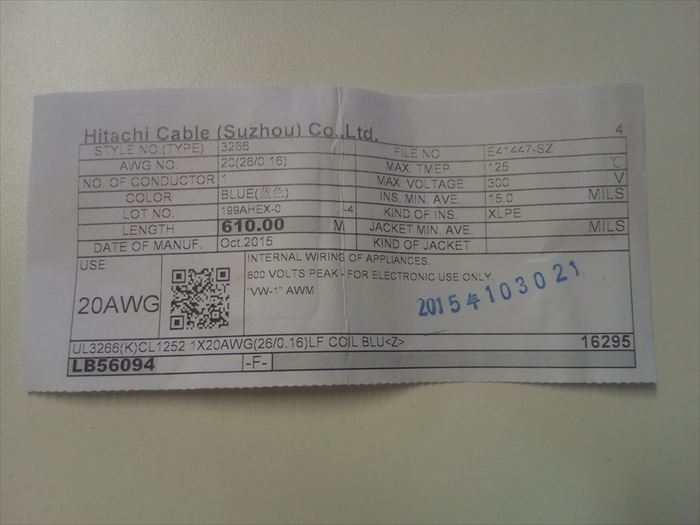 Hitachi Cable (Suzhou) Co.,Ltd. 4
STYLE NO.(TYPE) 3266 FILE NO. E41447-SZ
AWG NO. 20(26/0.16) MAX. TMEP. 125 ℃
NO. OF CONDUCTOR 1 MAX. VOLTAGE 300 V
COLOR BLUE(蓝色) INS. MIN. AVE. 15.0 MILS
LOT NO. 199AHEX-0 -4 KIND OF INS. XLPE
LENGTH 610.00 M JACKET MIN. AVE. MILS
DATE OF MANUF. Oct.2015 KIND OF JACKET
USE: INTERNAL WIRING OF APPLIANCES.
600 VOLTS PEAK - FOR ELECTRONIC USE ONLY
20AWG "VW-1" AWM
2015年103021
UL3266(K)CL1252 1X20AWG(26/0.16)LF COIL BLU<Z> 16295
LB56094 -F-